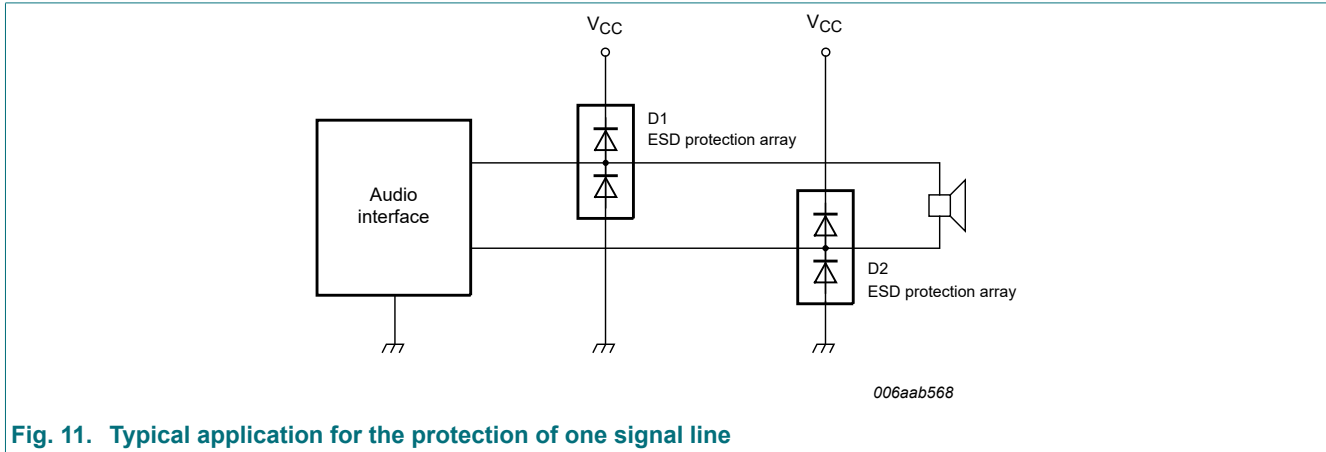 VCC
VCC
D1
ESD protection array
Audio
interface
D2
ESD protection array
006aab568
Fig. 11. Typical application for the protection of one signal line